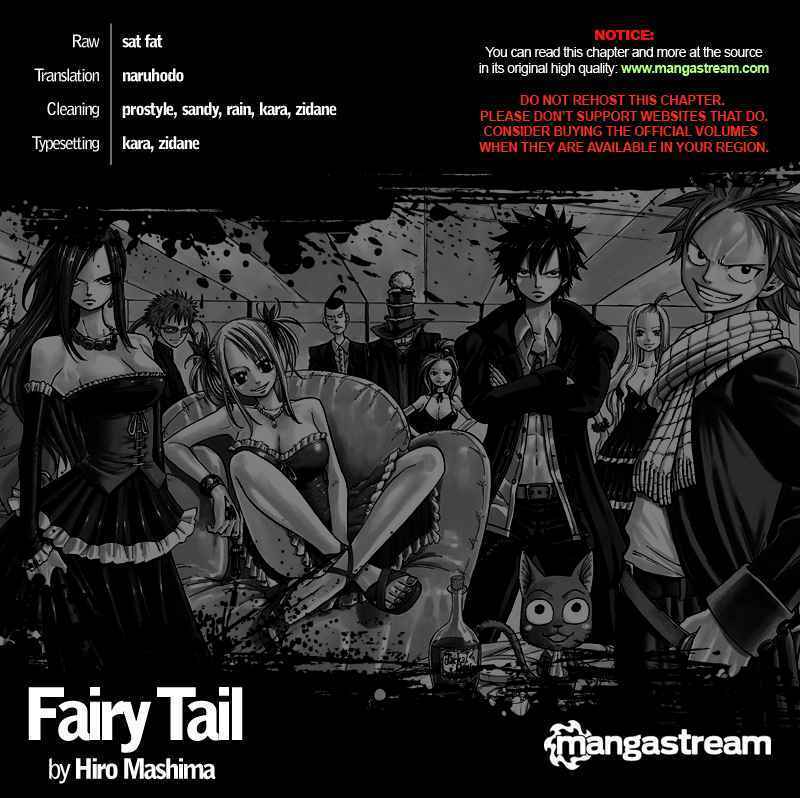 Raw sat fat
Translation naruhodo
Cleaning prostyle, sandy, rain, kara, zidane
Typesetting kara, zidane
NOTICE:
You can read this chapter and more at the source
in its original high quality: www.mangastream.com
DO NOT REHOST THIS CHAPTER.
PLEASE DON'T SUPPORT WEBSITES THAT DO.
CONSIDER BUYING THE OFFICIAL VOLUMES
WHEN THEY ARE AVAILABLE IN YOUR REGION.
Fairy Tail
by Hiro Mashima
mangastream